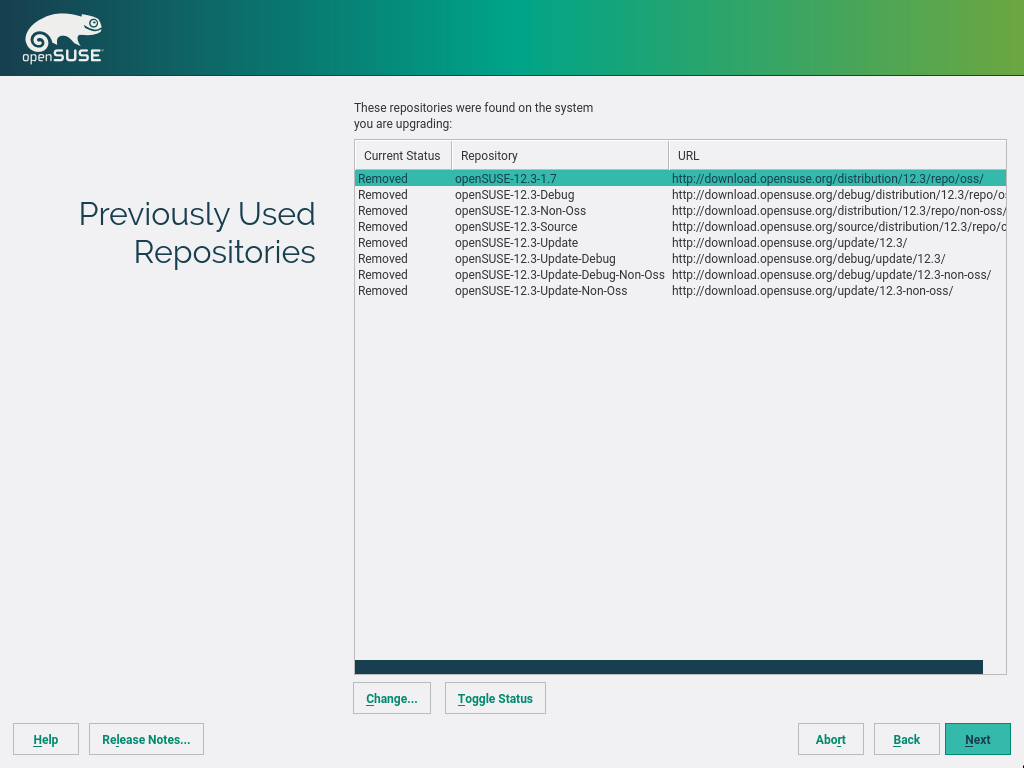 openSUSE
Previously Used
Repositories
These repositories were found on the system
you are upgrading:
Current Status Repository URL
Removed openSUSE-12.3-1.7 http://download.opensuse.org/distribution/12.3/repo/oss/
Removed openSUSE-12.3-Debug http://download.opensuse.org/debug/distribution/12.3/repo/os
Removed openSUSE-12.3-Non-Oss http://download.opensuse.org/distribution/12.3/repo/non-oss/
Removed openSUSE-12.3-Source http://download.opensuse.org/source/distribution/12.3/repo/o
Removed openSUSE-12.3-Update http://download.opensuse.org/update/12.3/
Removed openSUSE-12.3-Update-Debug http://download.opensuse.org/debug/update/12.3/
Removed openSUSE-12.3-Update-Debug-Non-Oss http://download.opensuse.org/debug/update/12.3-non-oss/
Removed openSUSE-12.3-Update-Non-Oss http://download.opensuse.org/update/12.3-non-oss/
Change... Toggle Status
Help Release Notes... Abort Back Next